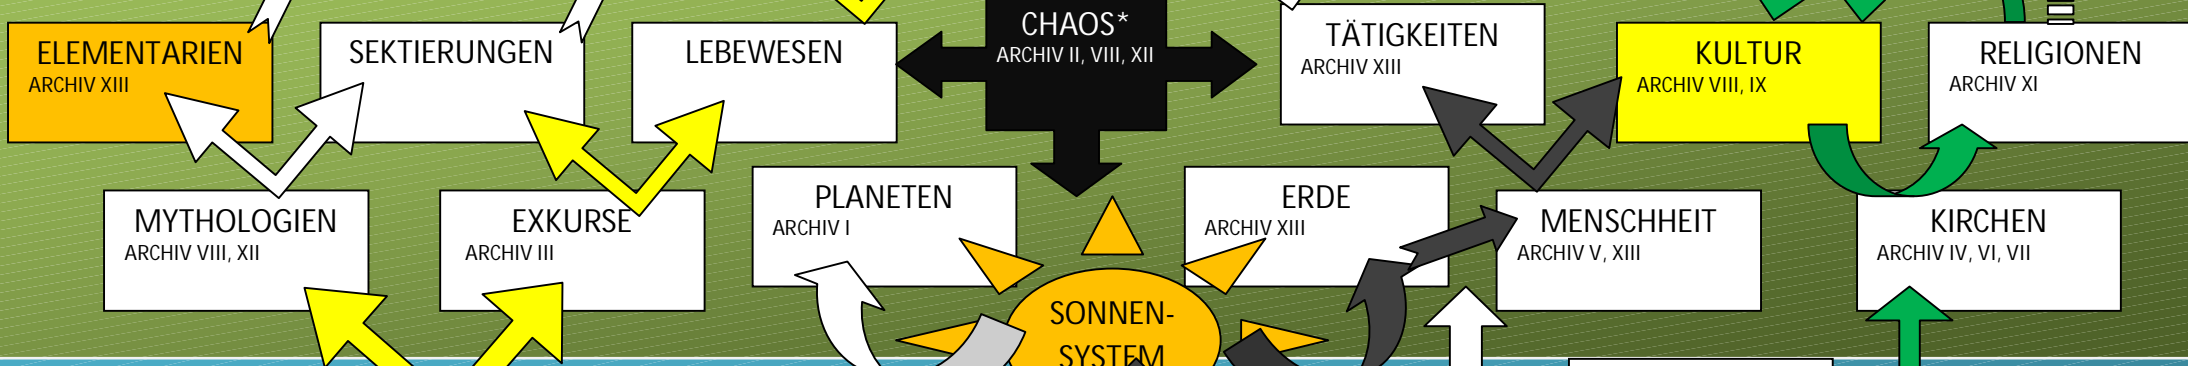 ELEMENTARIEN
ARCHIV XIII
SEKTIERUNGEN
LEBEWESEN
CHAOS*
ARCHIV II, VIII, XII
TÄTIGKEITEN
ARCHIV XIII
KULTUR
ARCHIV VIII, IX
RELIGIONEN
ARCHIV XI
MYTHOLOGIEN
ARCHIV VIII, XII
EXKURSE
ARCHIV III
PLANETEN
ARCHIV I
ERDE
ARCHIV XIII
MENSCHHEIT
ARCHIV V, XIII
KIRCHEN
ARCHIV IV, VI, VII
SONNEN-
SYSTEM